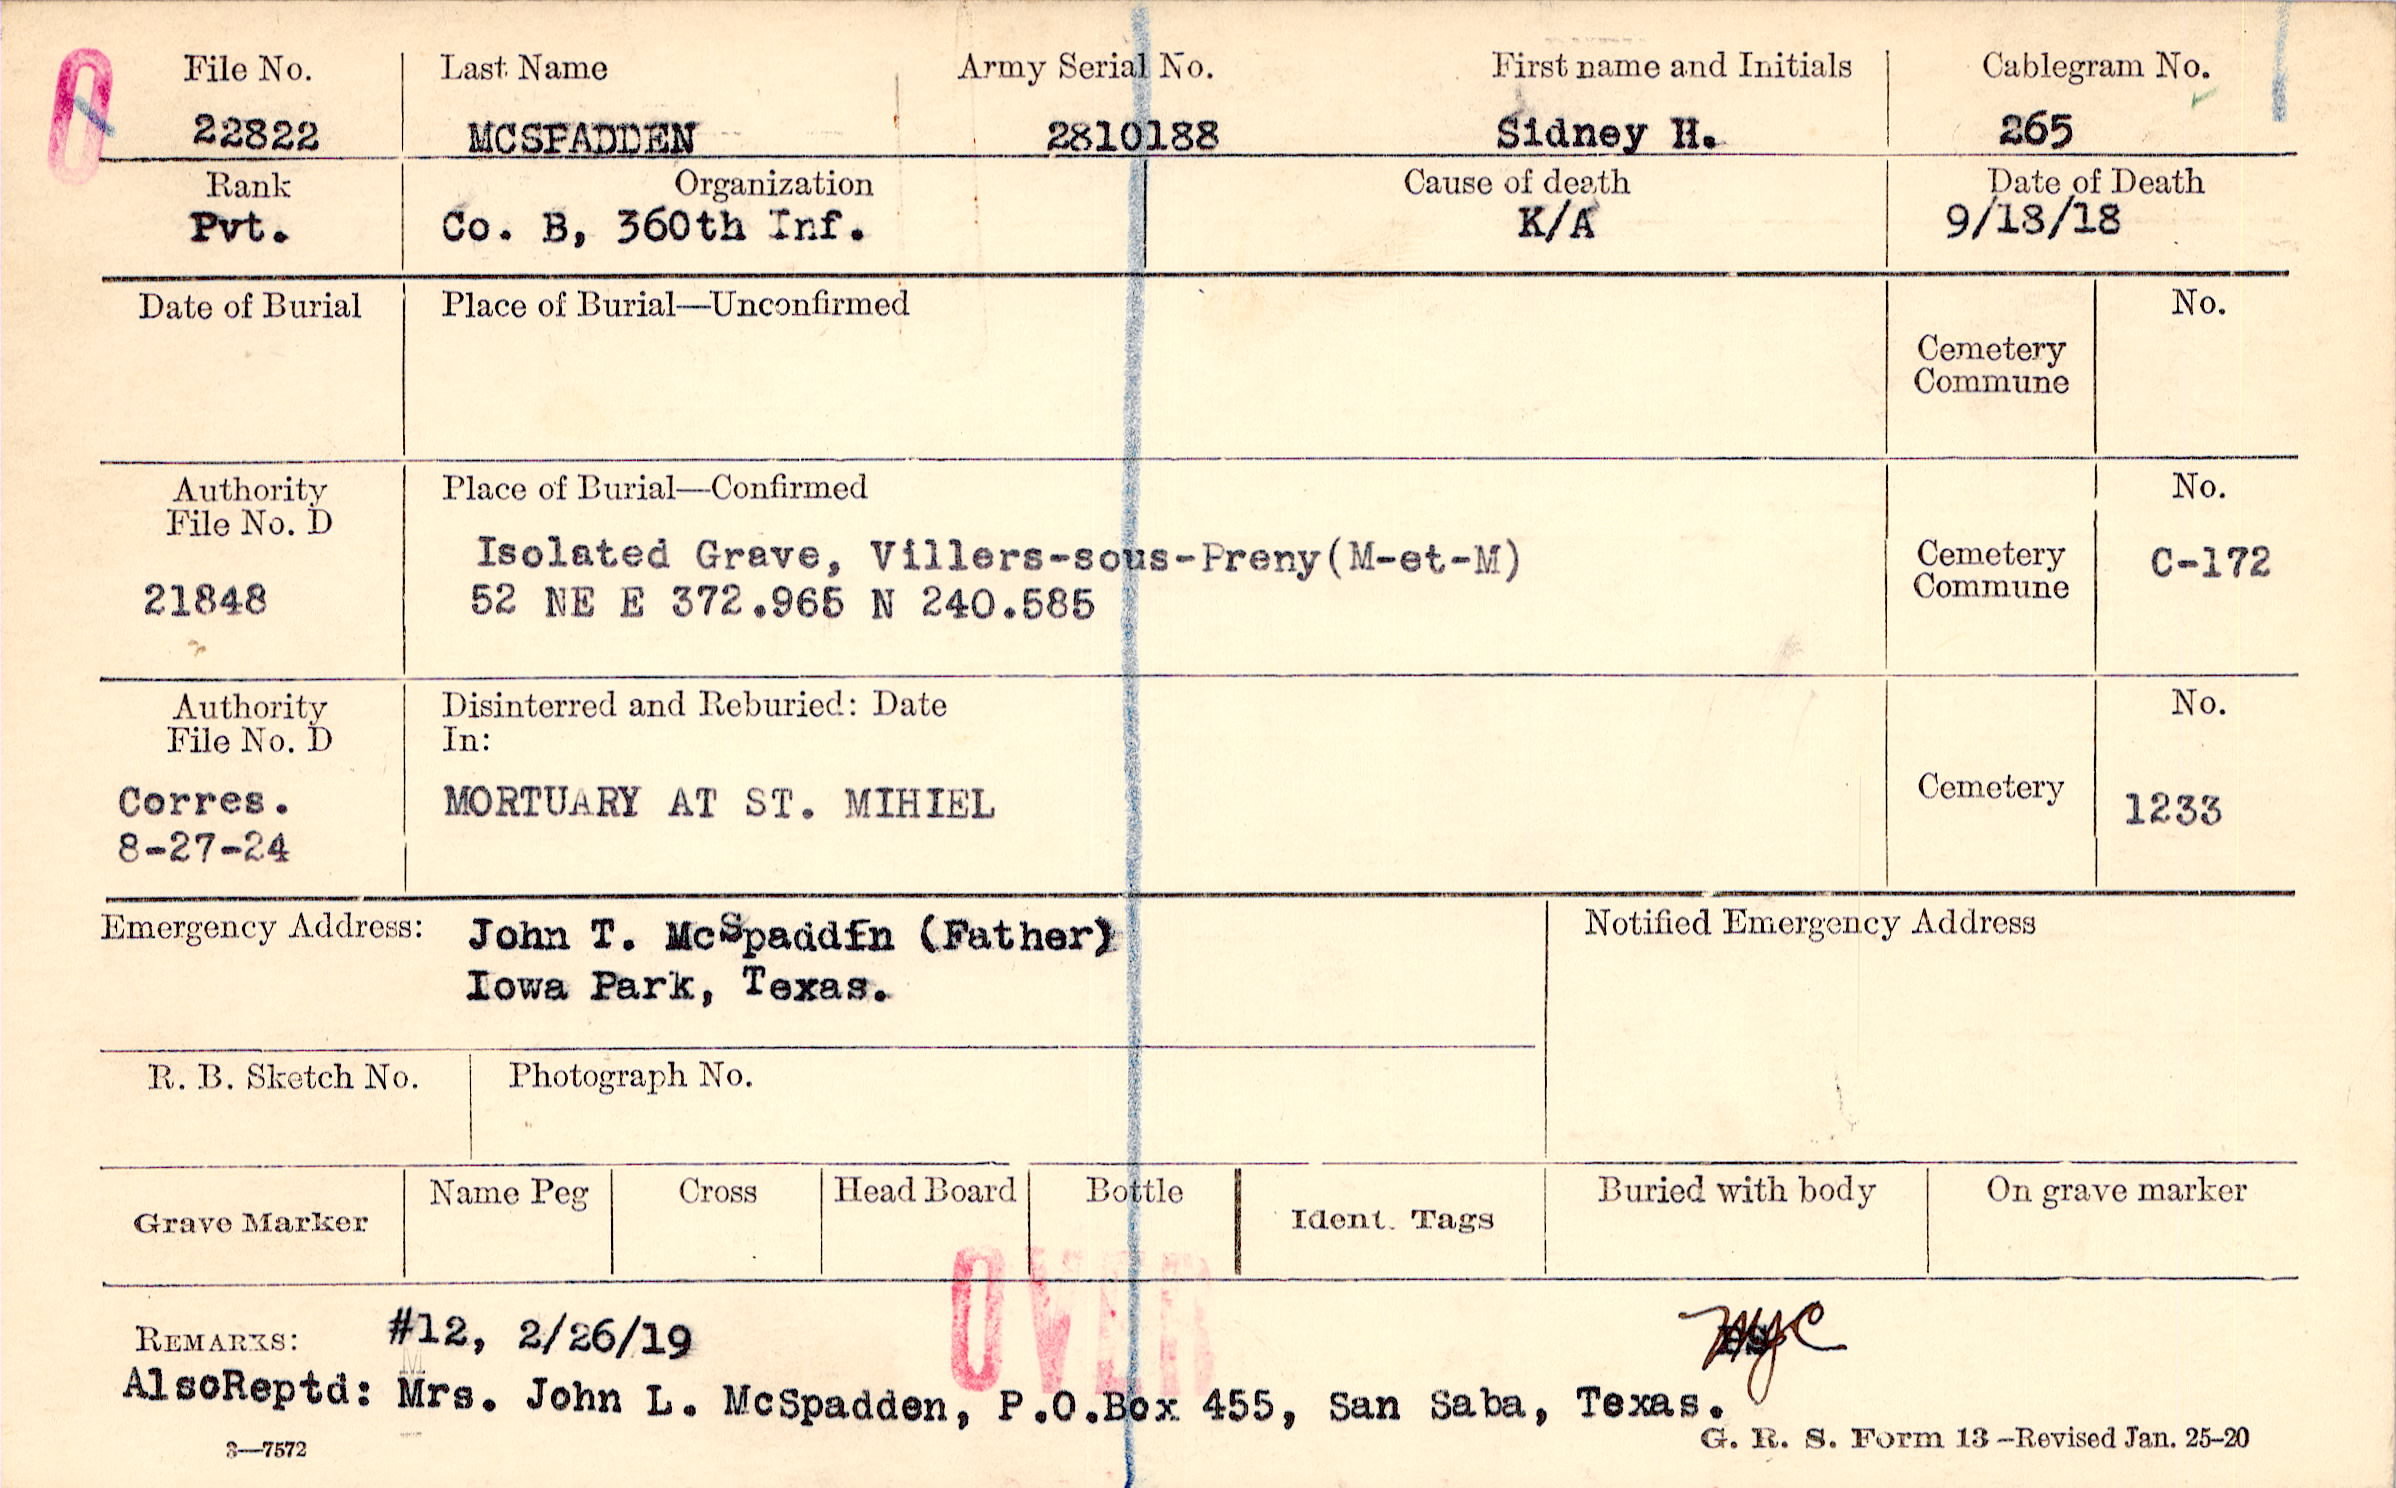 File No. Last Name Army Serial No. First name and Initials Cablegram No.
22822 MCSPADDEN 2810188 Sidney H. 265
Rank Organization Cause of death Date of Death
Pvt. Co. B, 360th Inf. K/A 9/13/18
Date of Burial Place of Burial—Unconfirmed No.
Cemetery
Commune
Authority Place of Burial—Confirmed No.
File No. D
Isolated Grave, Villers-sous-Preny(M-et-M) Cemetery C-172
21848 52 NE E 372.965 N 240.585 Commune
Authority Disinterred and Reburied: Date No.
File No. D In:
Corres. MORTUARY AT ST. MIHIEL Cemetery 1233
8-27-24
Emergency Address: John T. McSpaddin (Father) Notified Emergency Address
Iowa Park, Texas.
R. B. Sketch No. Photograph No.
Name Peg Cross Head Board Bottle Buried with body On grave marker
Grave Marker Ident. Tags
OVER
REMARKS: #12, 2/26/19
AlsoReptd: Mrs. John L. McSpadden, P.O.Box 455, San Saba, Texas.
3—7572 G. R. S. Form 13—Revised Jan. 25-20